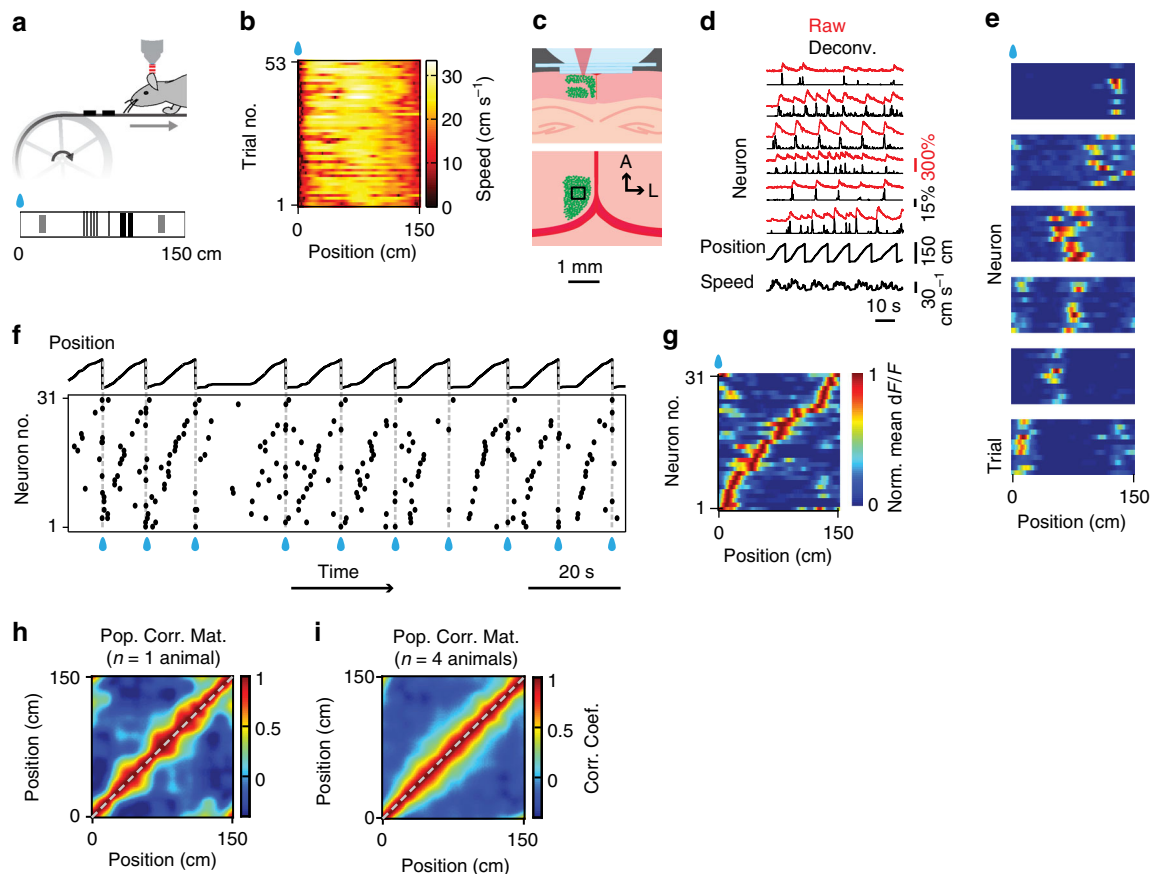 a
0
150 cm
b
53
Trial no.
1
0
150
Position (cm)
30
20
10
0
Speed (cm s⁻¹)
c
A
L
1 mm
d
Raw
Deconv.
Neuron
300%
15%
Position
150 cm
Speed
30 cm s⁻¹
10 s
e
Neuron
Trial
0
150
Position (cm)
f
Position
31
Neuron no.
1
Time
20 s
g
31
Neuron no.
1
0
150
Position (cm)
1
0
Norm. mean dF/F
h
Pop. Corr. Mat.
(n = 1 animal)
150
Position (cm)
0
0
150
Position (cm)
1
0.5
0
i
Pop. Corr. Mat.
(n = 4 animals)
150
Position (cm)
0
0
150
Position (cm)
1
0.5
0
Corr. Coef.